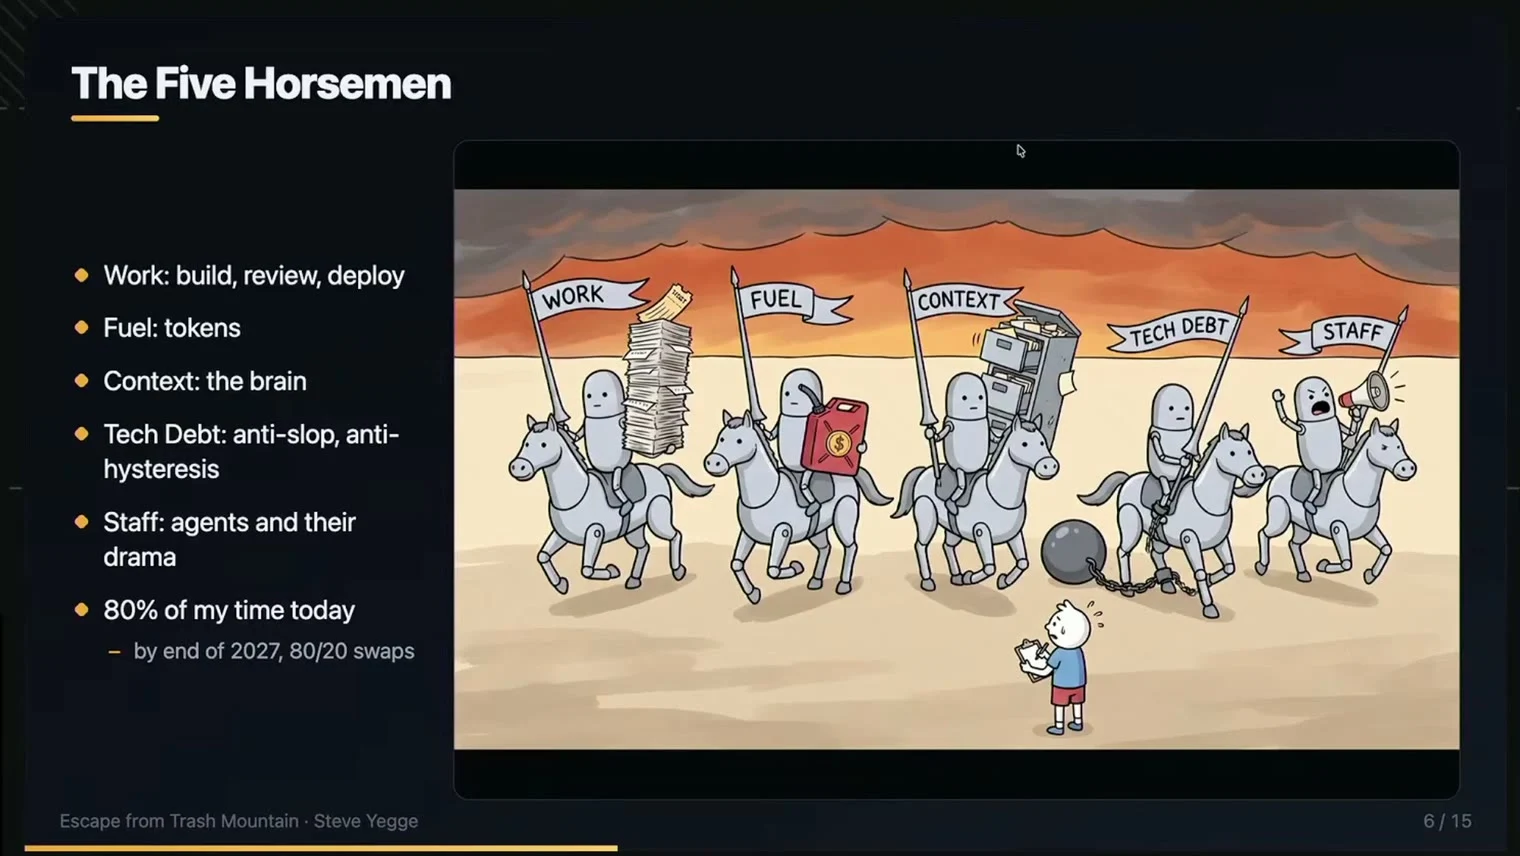 The Five Horsemen
Work: build, review, deploy
Fuel: tokens
Context: the brain
Tech Debt: anti-slop, anti-
hysteresis
Staff: agents and their
drama
80% of my time today
– by end of 2027, 80/20 swaps
WORK
FUEL
CONTEXT
TECH DEBT
STAFF
$
Escape from Trash Mountain · Steve Yegge
6 / 15